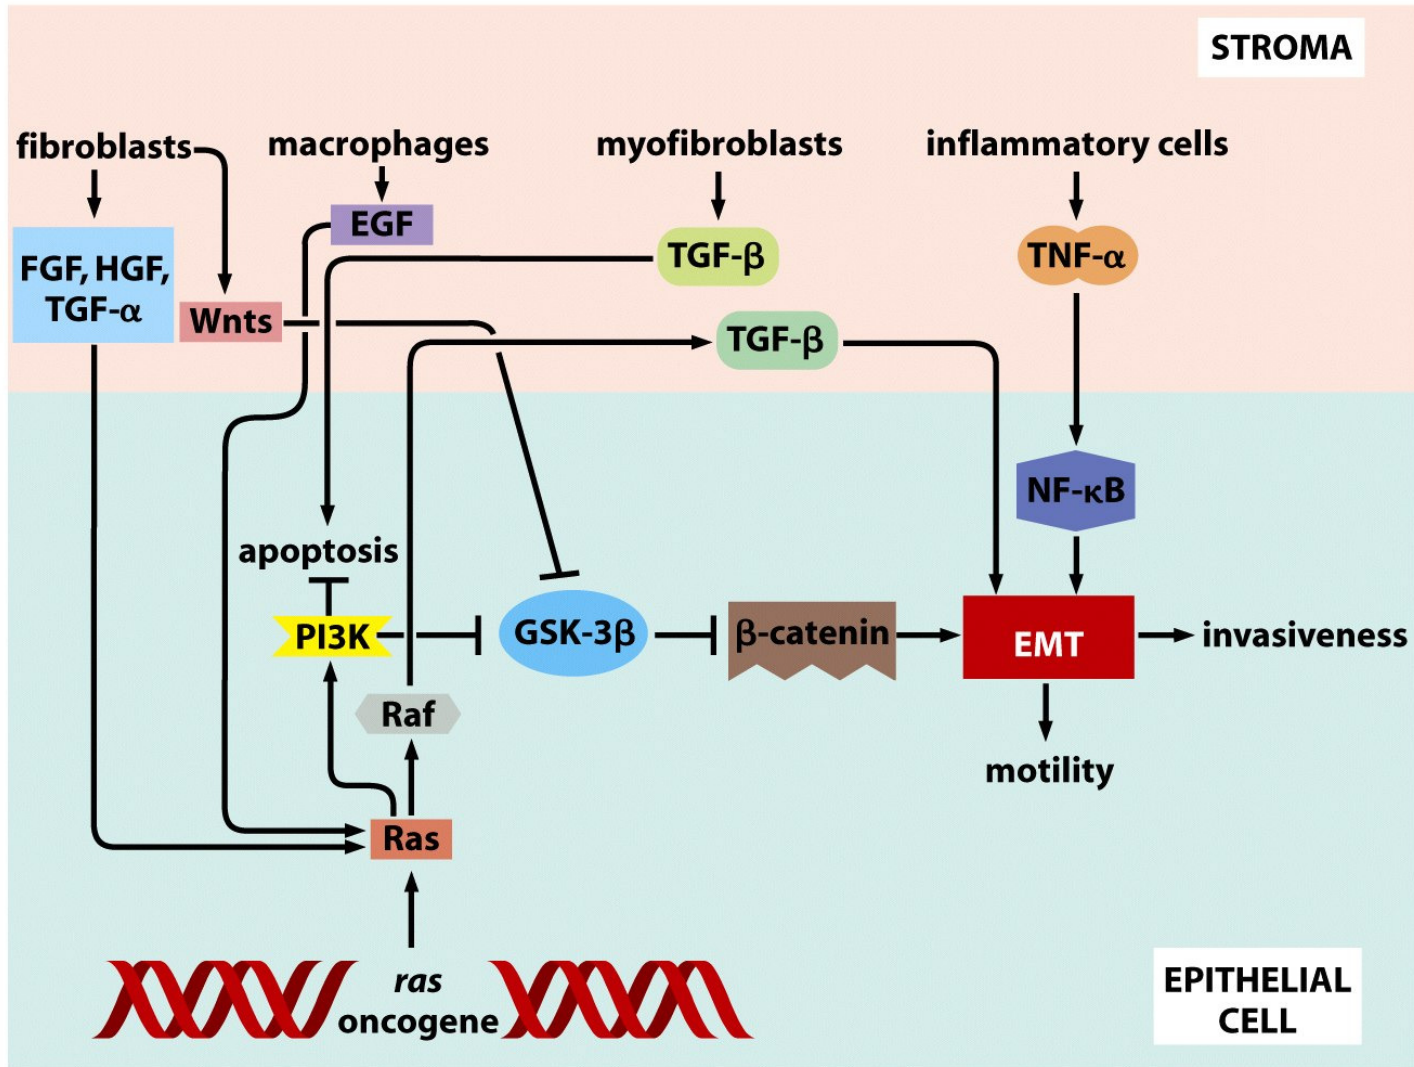 STROMA
fibroblasts
macrophages
myofibroblasts
inflammatory cells
EGF
FGF, HGF,
TGF-α
TGF-β
TNF-α
Wnts
TGF-β
NF-κB
apoptosis
PI3K
GSK-3β
β-catenin
EMT
invasiveness
Raf
motility
Ras
ras
oncogene
EPITHELIAL
CELL